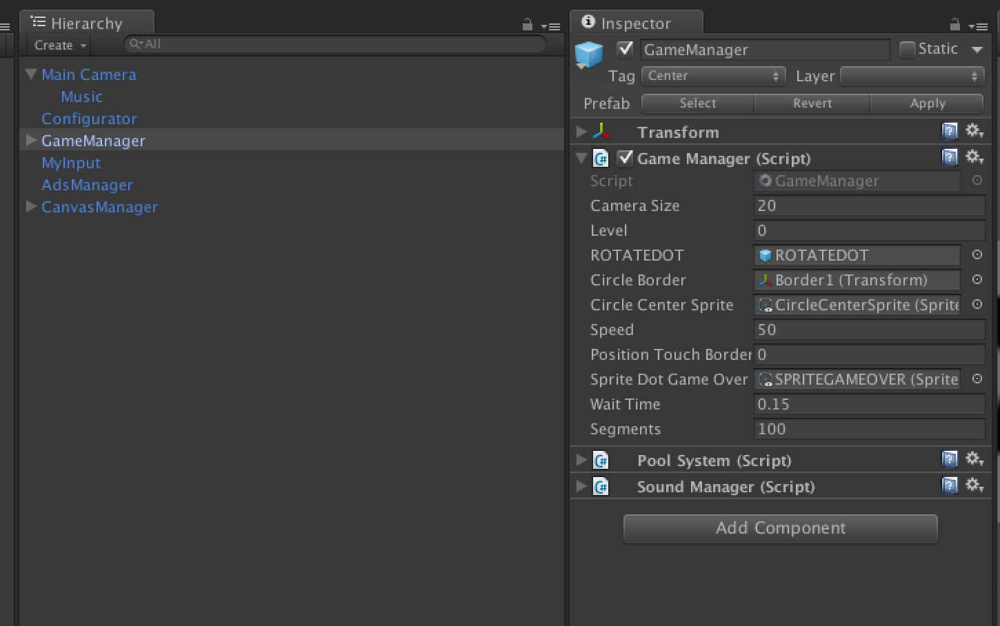 Hierarchy
Create
All
Main Camera
Music
Configurator
GameManager
MyInput
AdsManager
CanvasManager
Inspector
GameManager
Static
Tag Center Layer
Prefab Select Revert Apply
Transform
Game Manager (Script)
Script GameManager
Camera Size 20
Level 0
ROTATEDOT ROTATEDOT
Circle Border Border1 (Transform)
Circle Center Sprite CircleCenterSprite (Sprite
Speed 50
Position Touch Border 0
Sprite Dot Game Over SPRITEGAMEOVER (Sprite
Wait Time 0.15
Segments 100
Pool System (Script)
Sound Manager (Script)
Add Component